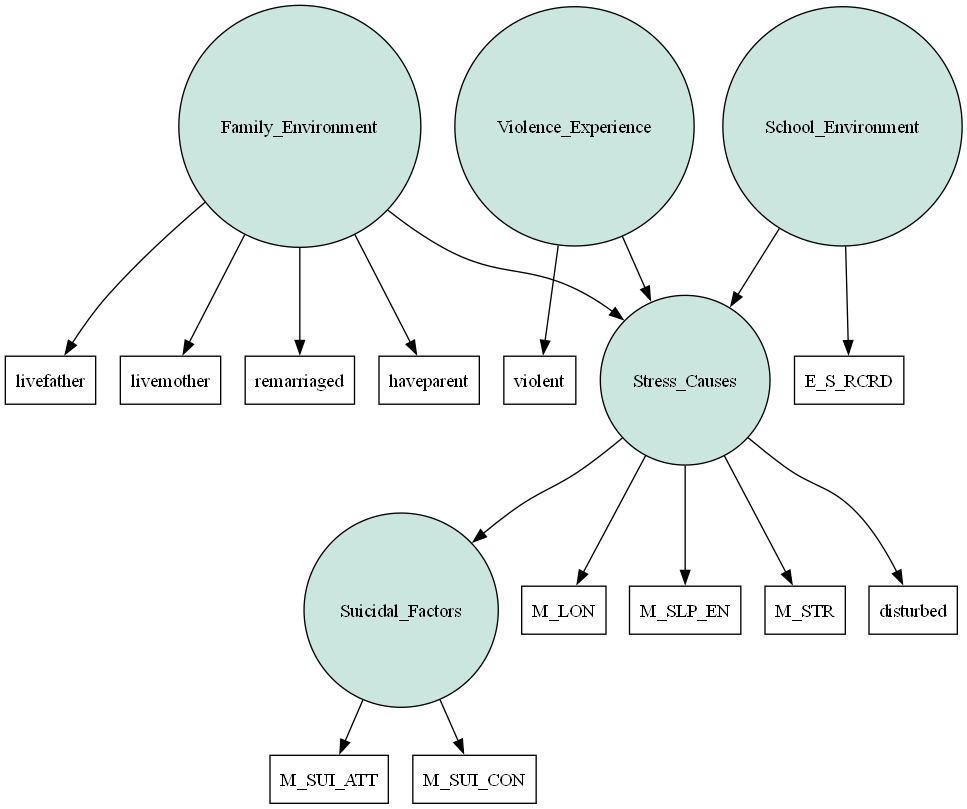 Family_Environment
Violence_Experience
School_Environment
livefather
livemother
remarriaged
haveparent
violent
Stress_Causes
E_S_RCRD
Suicidal_Factors
M_LON
M_SLP_EN
M_STR
disturbed
M_SUI_ATT
M_SUI_CON